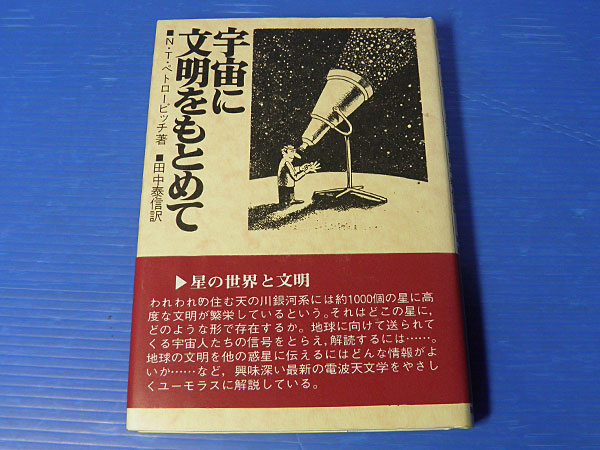 宇宙に
文明をもとめて
■N・T・ペトロービッチ著
■田中泰信訳
▶星の世界と文明
われわれの住む天の川銀河系には約1000個の星に高
度な文明が繁栄しているという。それはどこの星に,
どのような形で存在するか。地球に向けて送られて
くる宇宙人たちの信号をとらえ,解読するには……。
地球の文明を他の惑星に伝えるにはどんな情報がよ
いか……など,興味深い最新の電波天文学をやさし
くユーモラスに解説している。